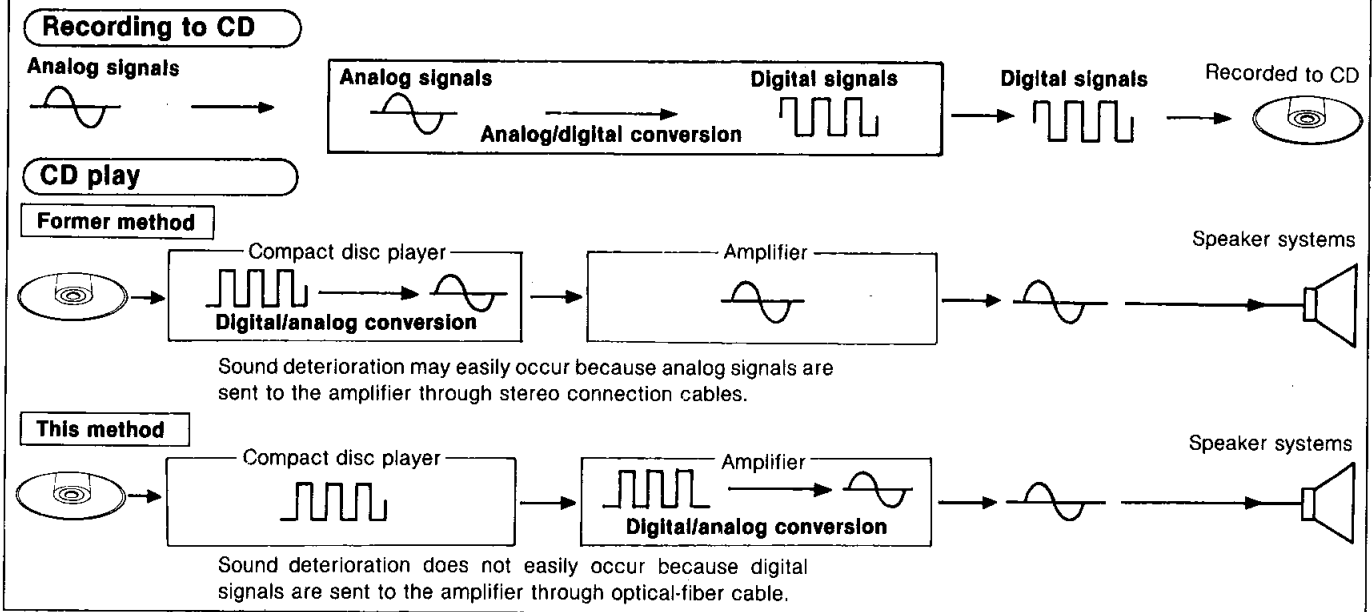 Recording to CD
Analog signals
Analog signals
Digital signals
Digital signals
Recorded to CD
Analog/digital conversion
CD play
Former method
Compact disc player
Amplifier
Speaker systems
Digital/analog conversion
Sound deterioration may easily occur because analog signals are
sent to the amplifier through stereo connection cables.
This method
Compact disc player
Amplifier
Speaker systems
Digital/analog conversion
Sound deterioration does not easily occur because digital
signals are sent to the amplifier through optical-fiber cable.